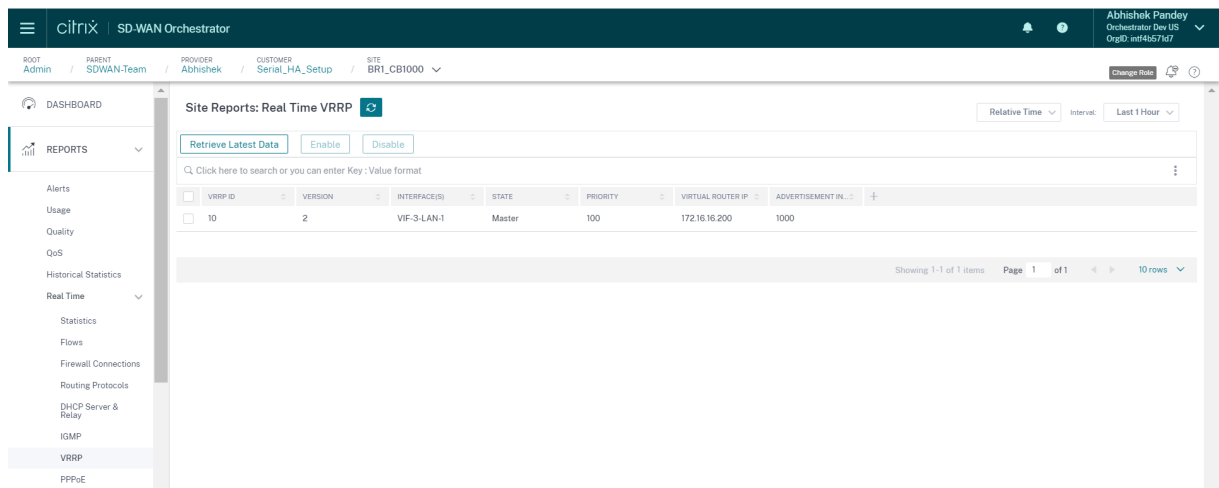 citrix | SD-WAN Orchestrator
Abhishek Pandey
Orchestrator Dev US
OrgID: intf4b571d7
ROOT PARENT PROVIDER CUSTOMER SITE
Admin / SDWAN-Team / Abhishek / Serial_HA_Setup / BR1_CB1000
Change Role
DASHBOARD
REPORTS
Alerts
Usage
Quality
QoS
Historical Statistics
Real Time
Statistics
Flows
Firewall Connections
Routing Protocols
DHCP Server &
Relay
IGMP
VRRP
PPPoE
Site Reports: Real Time VRRP
Relative Time Interval: Last 1 Hour
Retrieve Latest Data Enable Disable
Click here to search or you can enter Key : Value format
VRRP ID VERSION INTERFACE(S) STATE PRIORITY VIRTUAL ROUTER IP ADVERTISEMENT IN...
10 2 VIF-3-LAN-1 Master 100 172.16.16.200 1000
Showing 1-1 of 1 items Page 1 of 1 10 rows